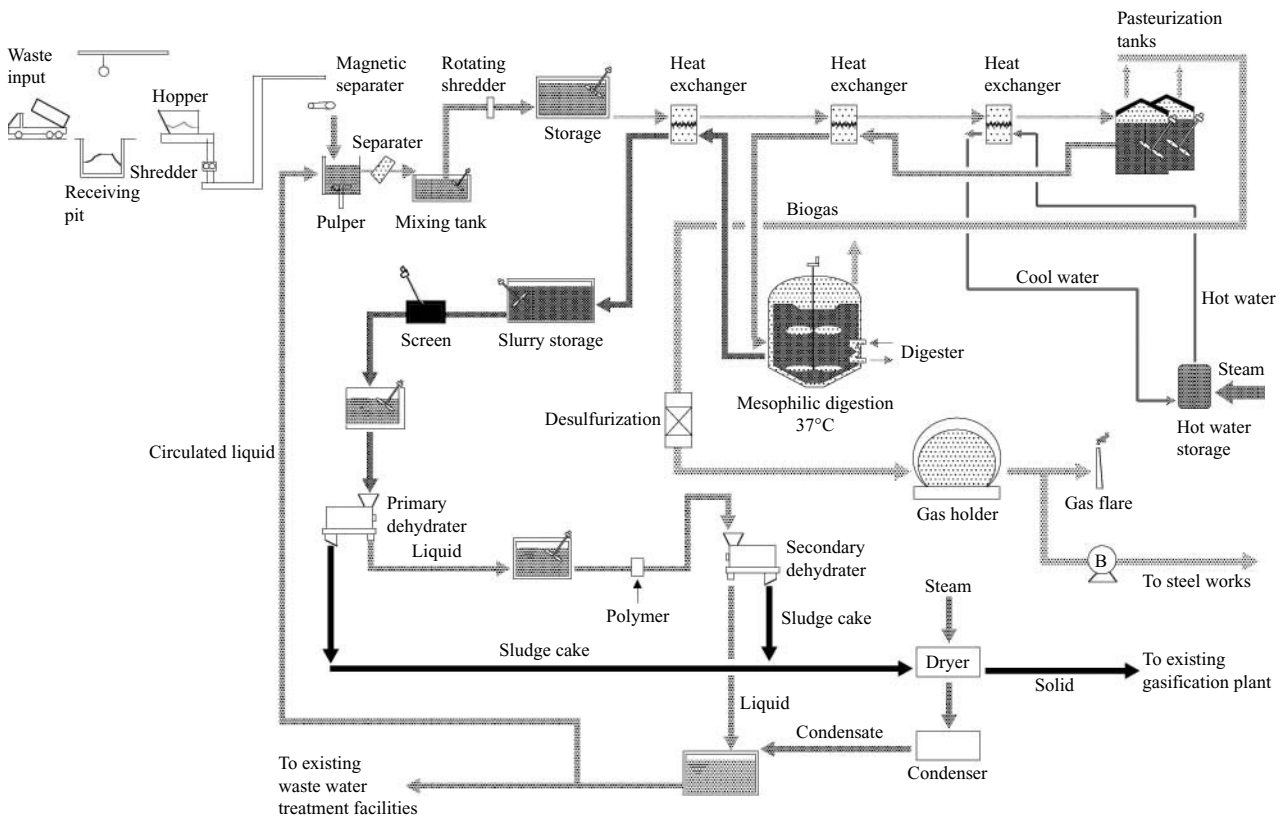 Pasteurization
tanks
Waste
input
Magnetic
separater
Rotating
shredder
Heat
exchanger
Heat
exchanger
Heat
exchanger
Hopper
Storage
Separater
Shredder
Receiving
pit
Pulper
Mixing tank
Biogas
Cool water
Hot water
Screen
Slurry storage
Digester
Steam
Mesophilic digestion
37°C
Desulfurization
Hot water
storage
Circulated liquid
Gas holder
Gas flare
Primary
dehydrater
Liquid
Secondary
dehydrater
B
To steel works
Polymer
Steam
Sludge cake
Sludge cake
Dryer
Solid
To existing
gasification plant
Liquid
Condensate
Condenser
To existing
waste water
treatment facilities